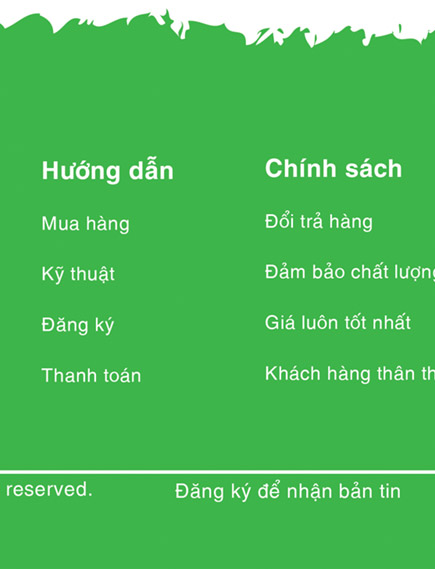 Hướng dẫn
Mua hàng
Kỹ thuật
Đăng ký
Thanh toán
Chính sách
Đổi trả hàng
Đảm bảo chất lượng
Giá luôn tốt nhất
Khách hàng thân th
reserved.
Đăng ký để nhận bản tin